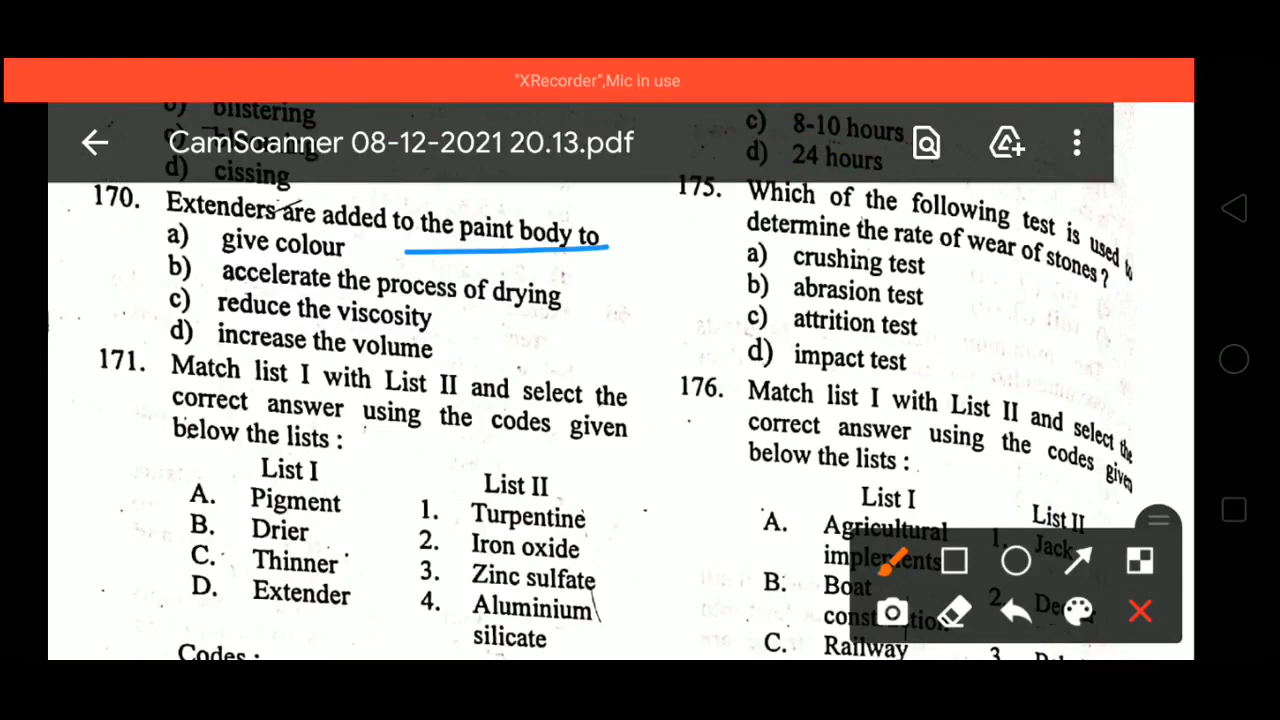 "XRecorder",Mic in use
blistering
CamScanner 08-12-2021 20.13.pdf
d) cissing
170. Extenders are added to the paint body to
a) give colour
b) accelerate the process of drying
c) reduce the viscosity
d) increase the volume
171. Match list I with List II and select the
correct answer using the codes given
below the lists :
List I
List II
A. Pigment
1. Turpentine
B. Drier
2. Iron oxide
C. Thinner
3. Zinc sulfate
D. Extender
4. Aluminium
silicate
Codes :
c) 8-10 hours
d) 24 hours
175. Which of the following test is used to
determine the rate of wear of stones ?
a) crushing test
b) abrasion test
c) attrition test
d) impact test
176. Match list I with List II and select the
correct answer using the codes given
below the lists :
List I
List II
A. Agricultural
implements
1. Jack
B. Boat
construction
2.
C. Railway
3.